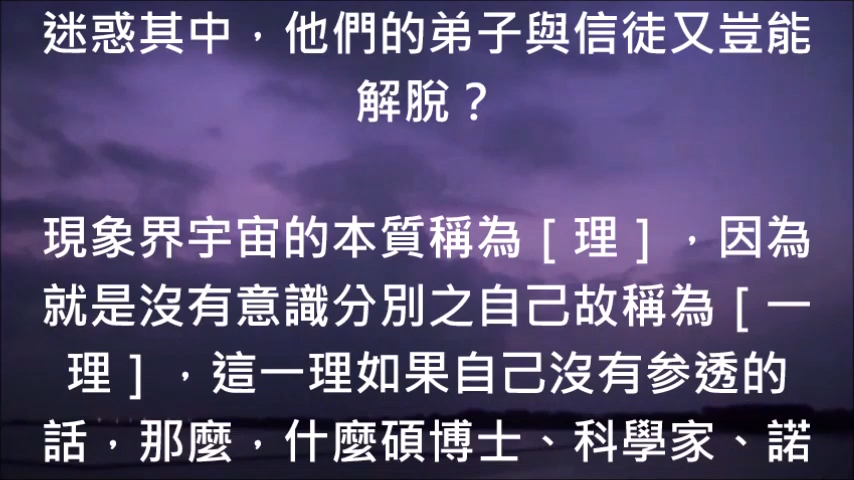 迷惑其中，他們的弟子與信徒又豈能
解脫？
現象界宇宙的本質稱為［理］，因為
就是沒有意識分別之自己故稱為［一
理］，這一理如果自己沒有參透的
話，那麼，什麼碩博士、科學家、諾